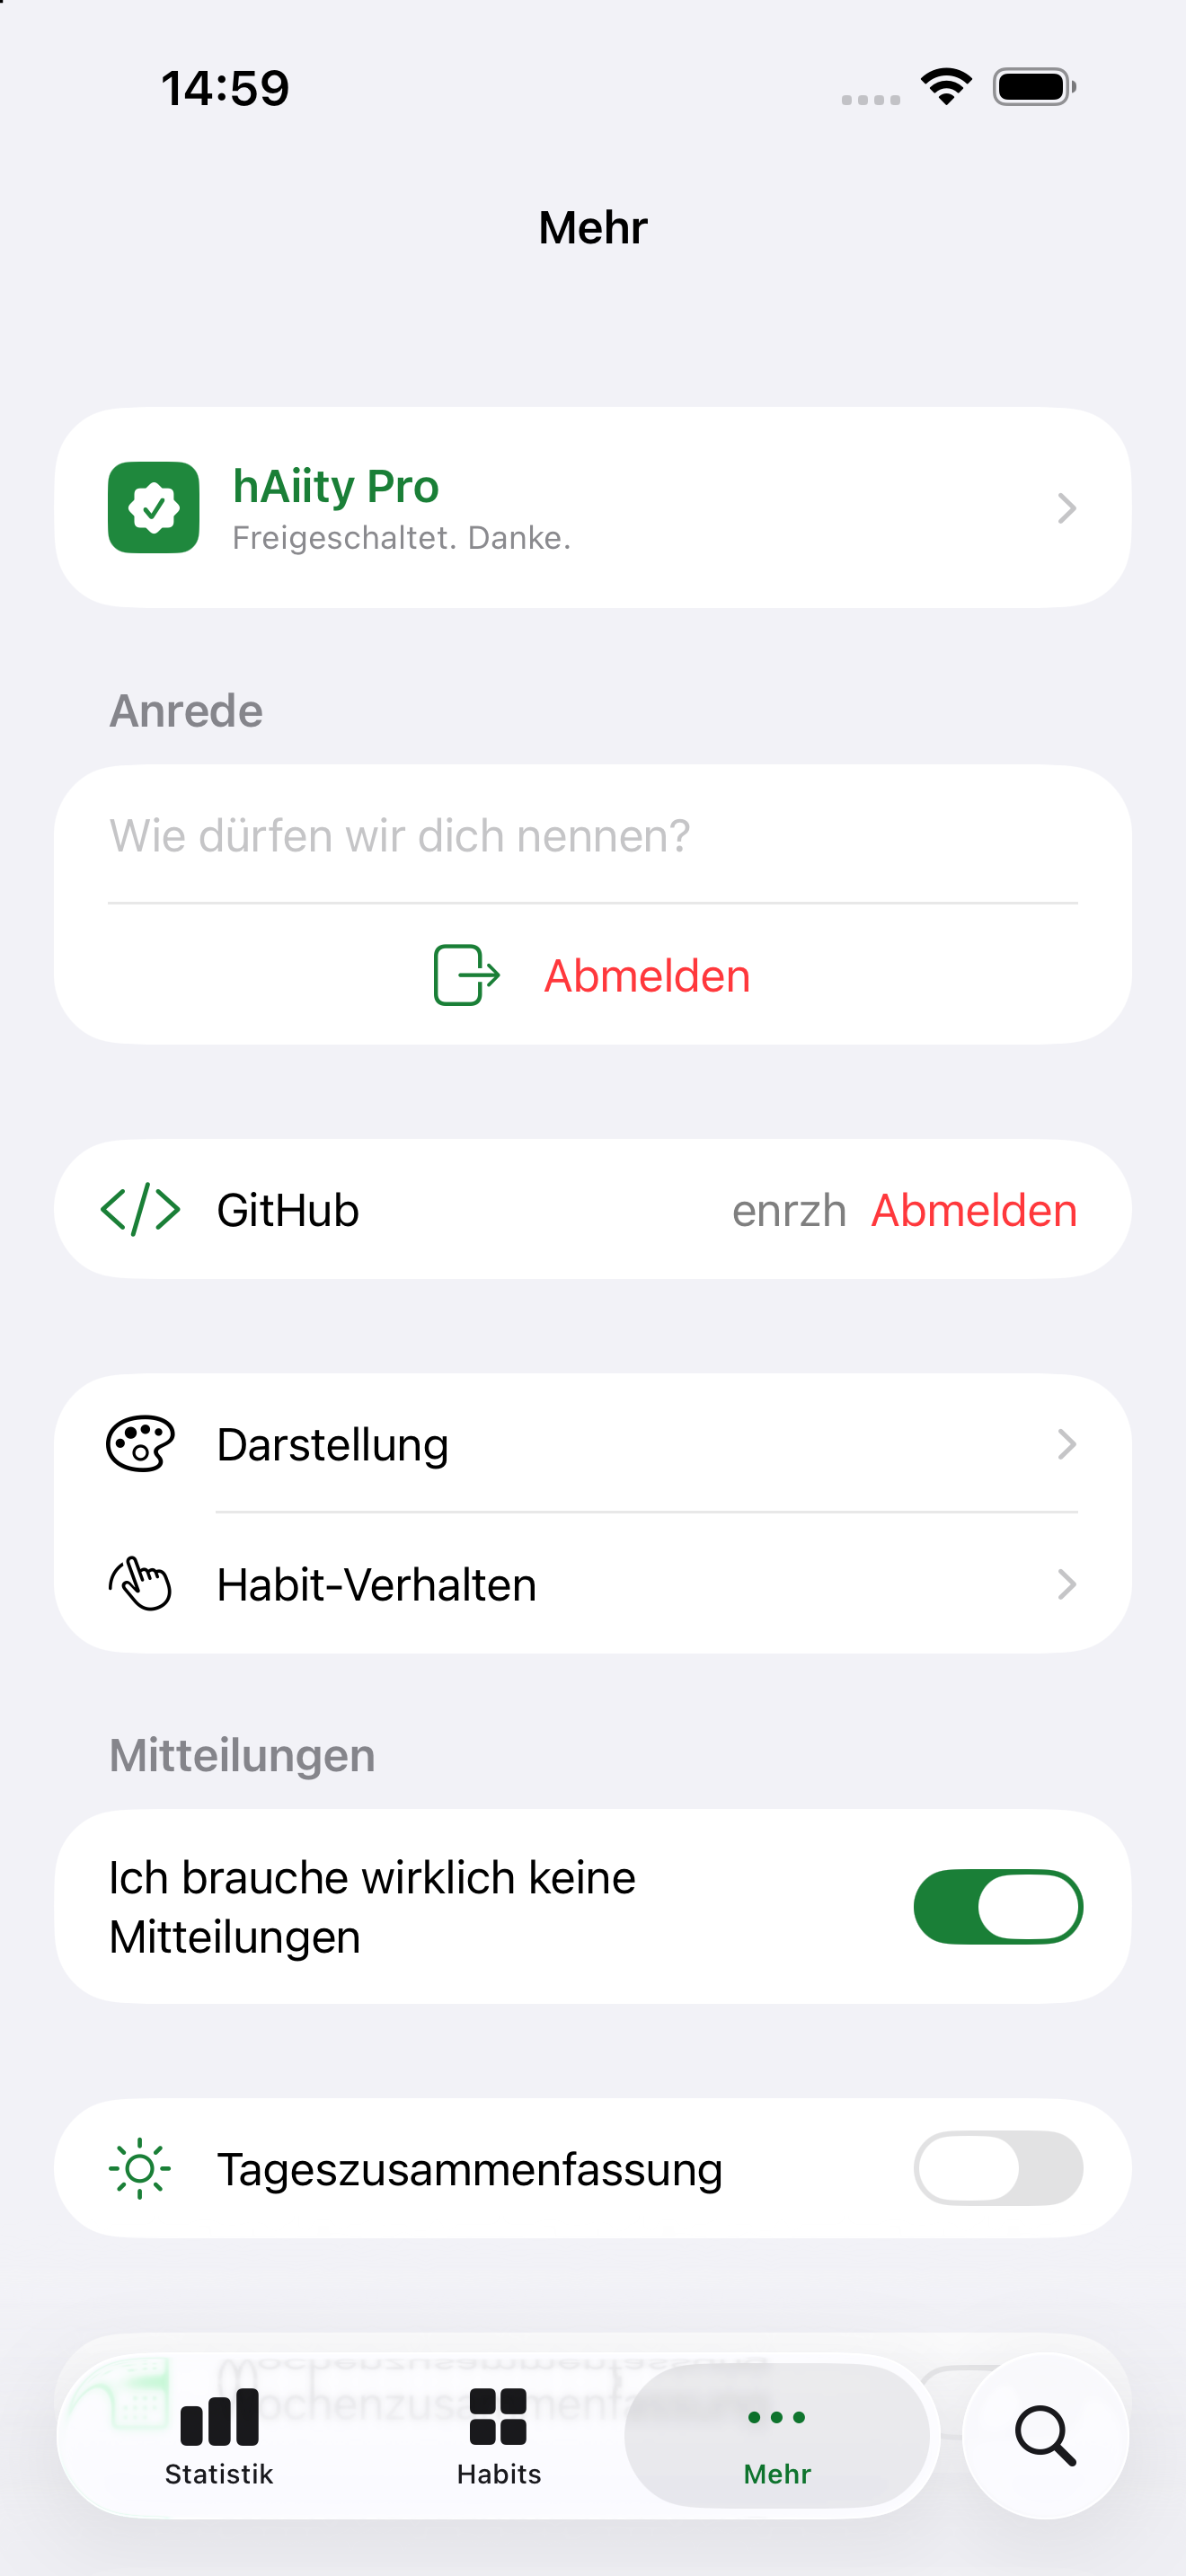 14:59
Mehr
hAiity Pro
Freigeschaltet. Danke.
Anrede
Wie dürfen wir dich nennen?
Abmelden
GitHub enrzh Abmelden
Darstellung
Habit-Verhalten
Mitteilungen
Ich brauche wirklich keine
Mitteilungen
Tageszusammenfassung
Wochenzusammenfassung
Statistik Habits Mehr